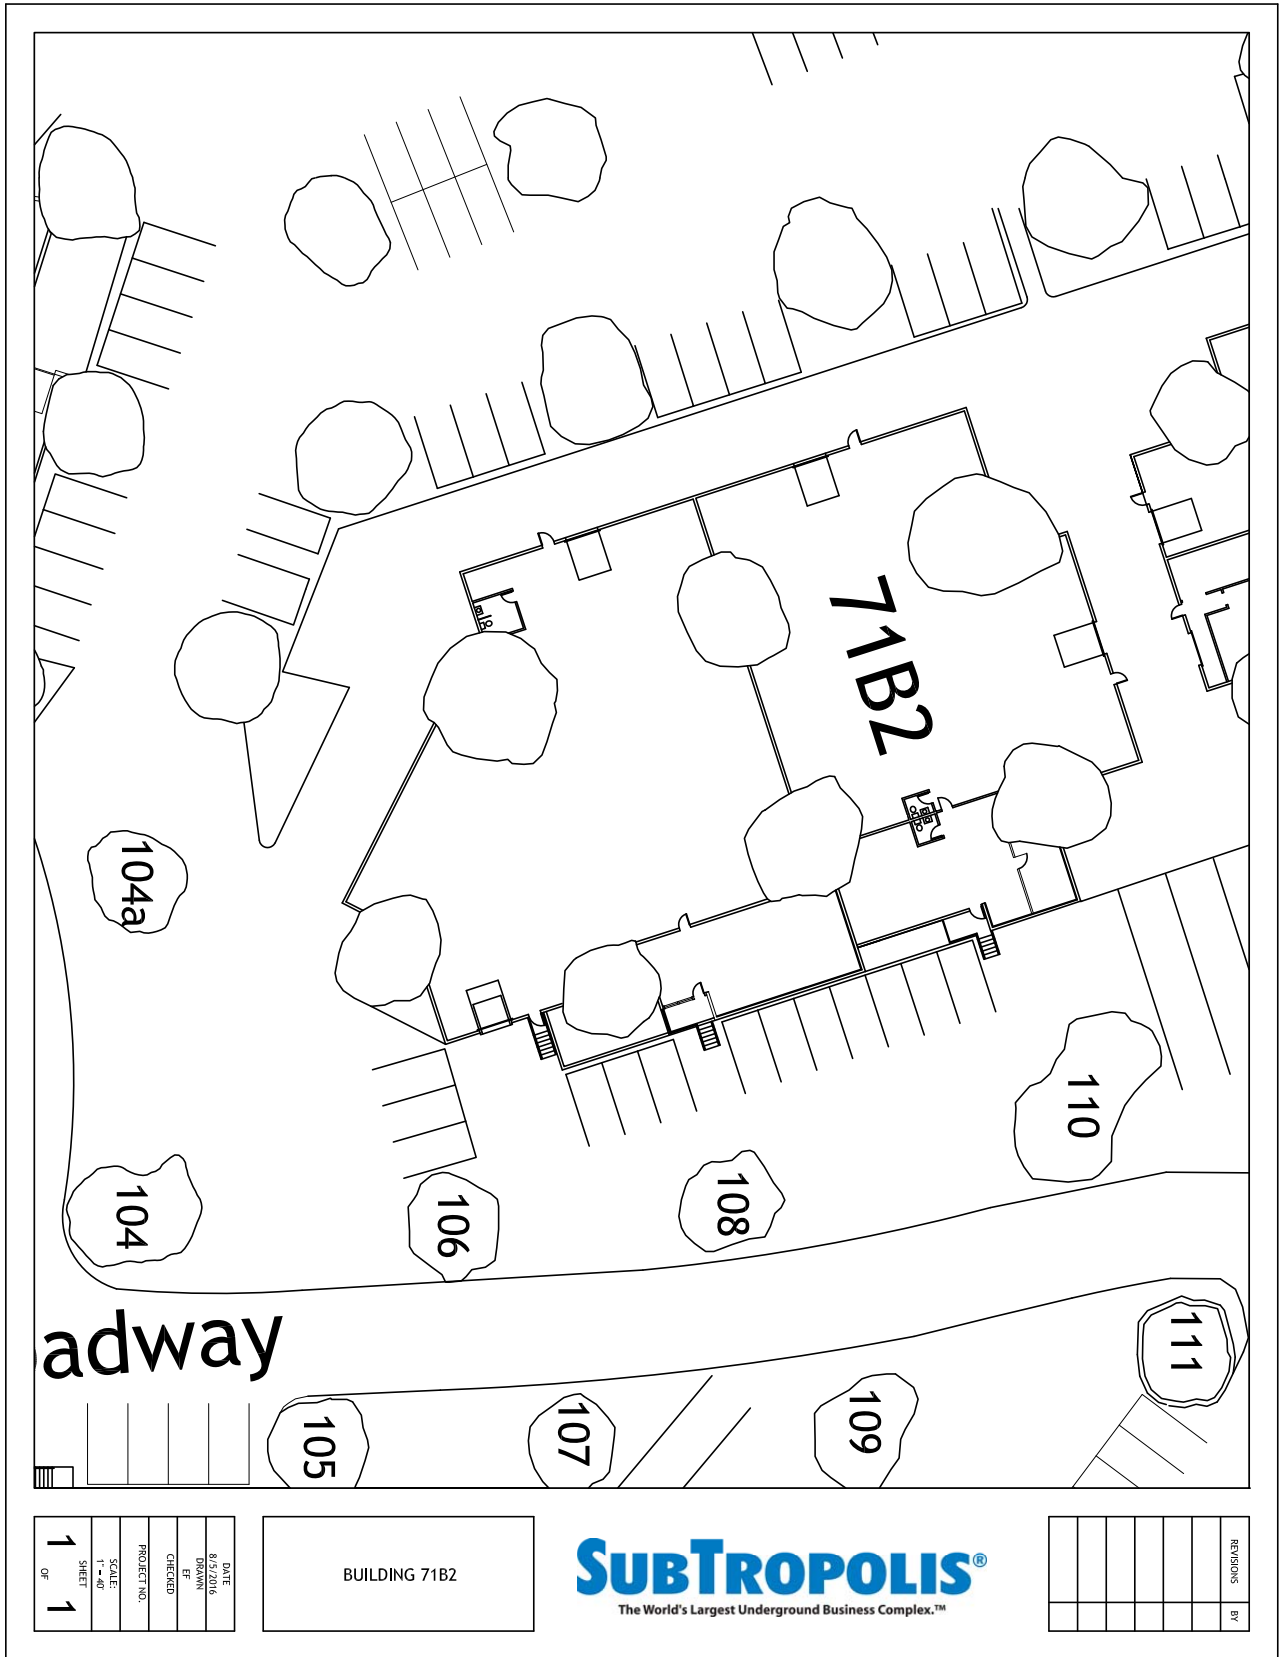 71B2
104a
110
104
106
108
adway
111
105
107
109
DATE
8/5/2016
DRAWN
EF
CHECKED
PROJECT NO.
SCALE:
1" = 40'
SHEET
1 OF 1
BUILDING 71B2
SUBTROPOLIS®
The World's Largest Underground Business Complex.™
REVISIONS BY